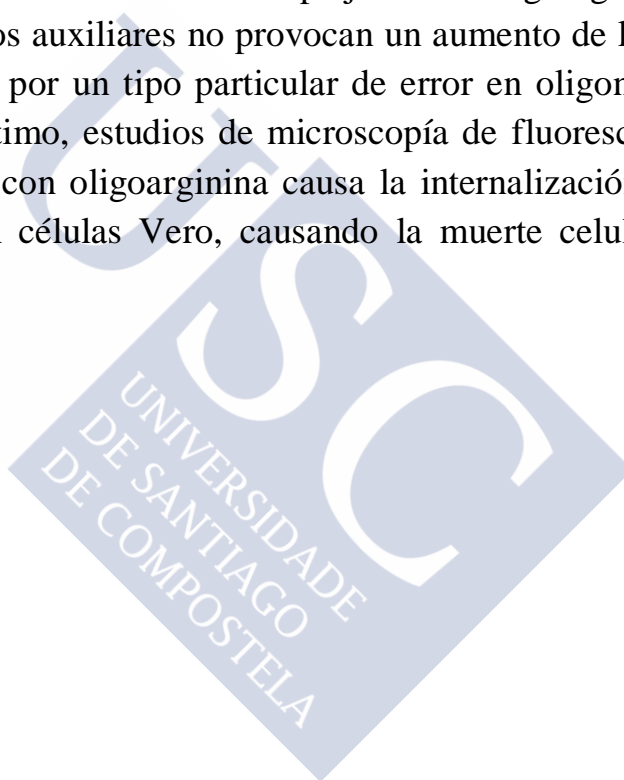 os auxiliares no provocan un aumento de l
por un tipo particular de error en oligon
timo, estudios de microscopía de fluoresc
con oligoarginina causa la internalizació
células Vero, causando la muerte celul
USC
UNIVERSIDADE
DE SANTIAGO
DE COMPOSTELA